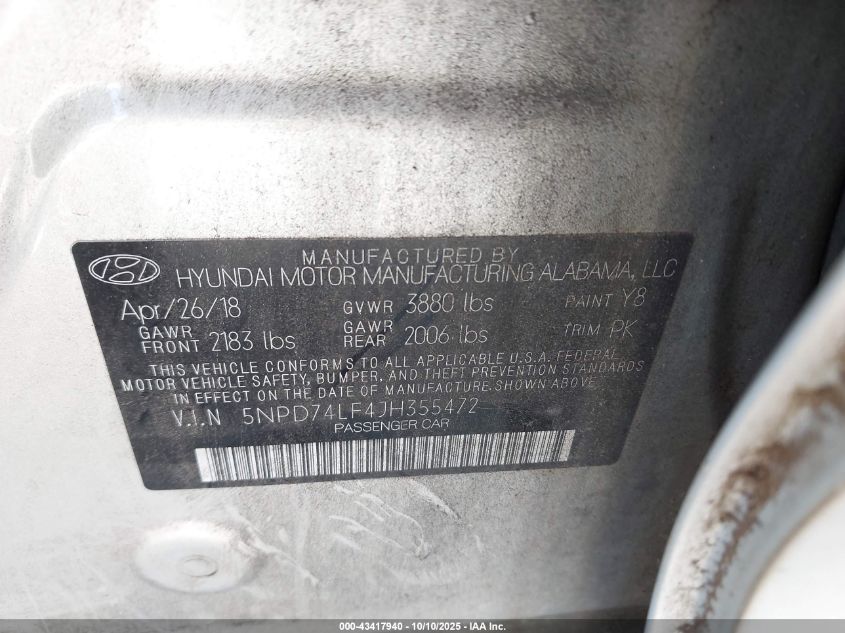 MANUFACTURED BY
HYUNDAI MOTOR MANUFACTURING ALABAMA, LLC
Apr/26/18 GVWR 3880 lbs PAINT Y8
GAWR FRONT 2183 lbs GAWR REAR 2006 lbs TRIM PK
THIS VEHICLE CONFORMS TO ALL APPLICABLE U.S.A. FEDERAL
MOTOR VEHICLE SAFETY, BUMPER, AND THEFT PREVENTION STANDARDS
IN EFFECT ON THE DATE OF MANUFACTURE SHOWN ABOVE.
V.I.N 5NPD74LF4JH355472
PASSENGER CAR
000-43417940 - 10/10/2025 - IAA Inc.